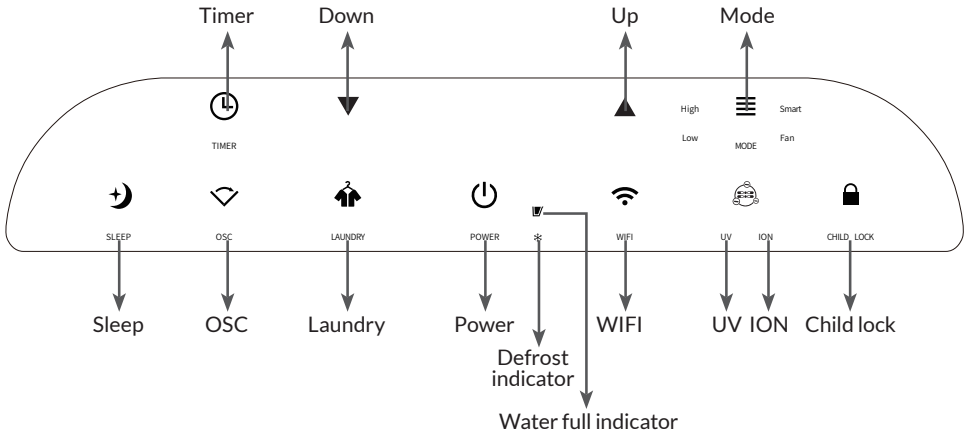 Timer
Down
Up
Mode
High
Smart
TIMER
Low
MODE
Fan
SLEEP
OSC
LAUNDRY
POWER
WIFI
UV
ION
CHILD LOCK
Sleep
OSC
Laundry
Power
WIFI
UV
ION
Child lock
Defrost
indicator
Water full indicator